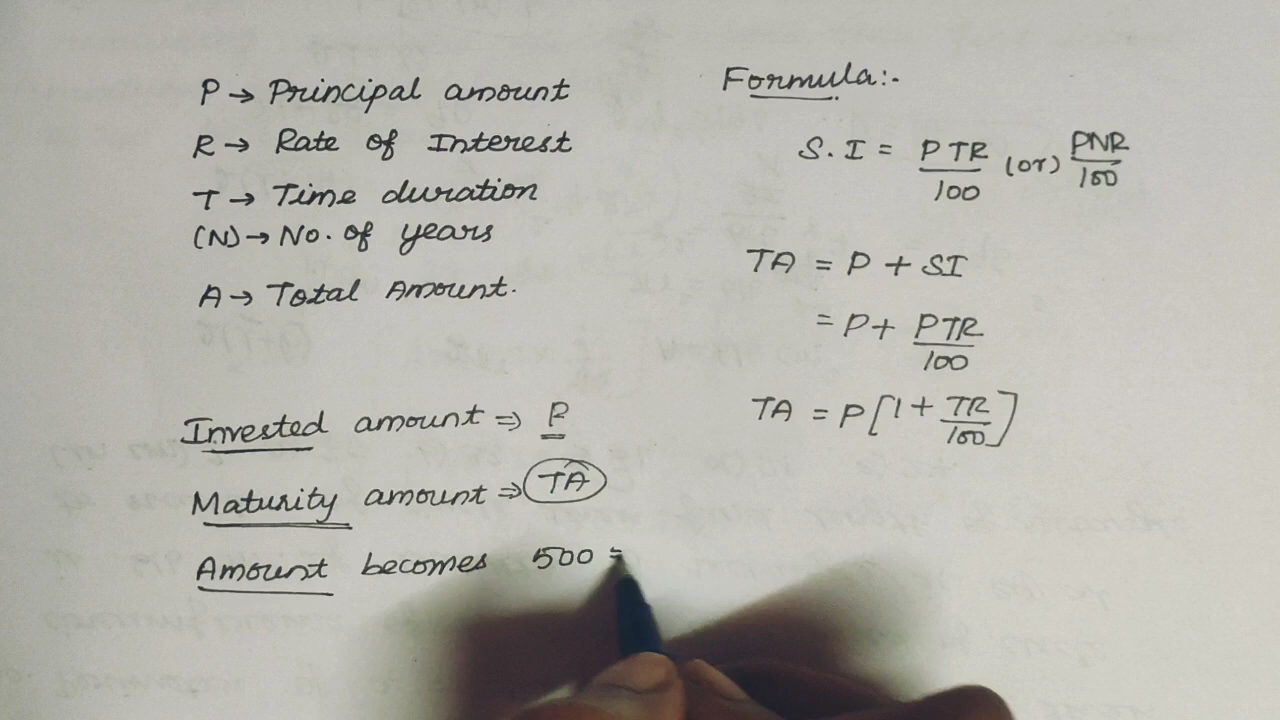 P → Principal amount
R → Rate of Interest
T → Time duration
(N) → No. of years
A → Total Amount.
Invested amount ⇒ P
Maturity amount ⇒ TA
Amount becomes 500 =
Formula:-
S.I = PTR/100 (or) PNR/100
TA = P + SI
= P + PTR/100
TA = P[1 + TR/100]